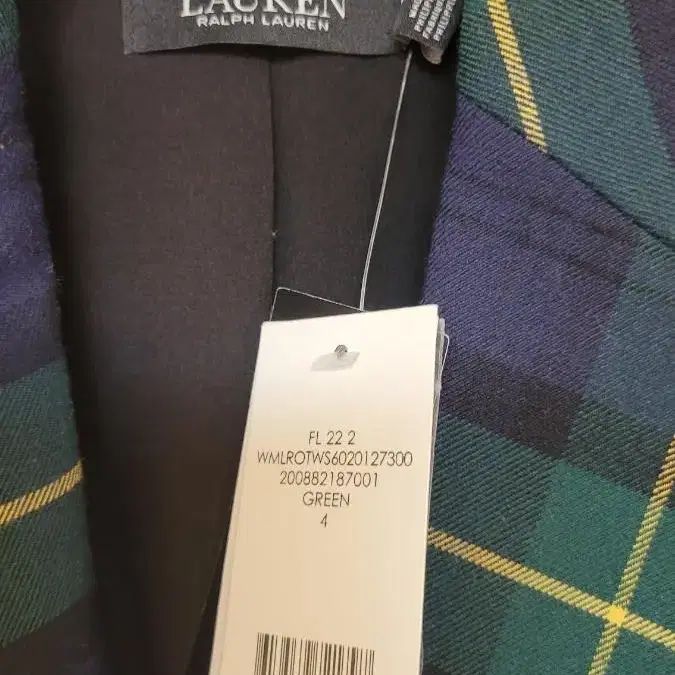 LAUREN
RALPH LAUREN
FL 22 2
WMLROTWS6020127300
200882187001
GREEN
4